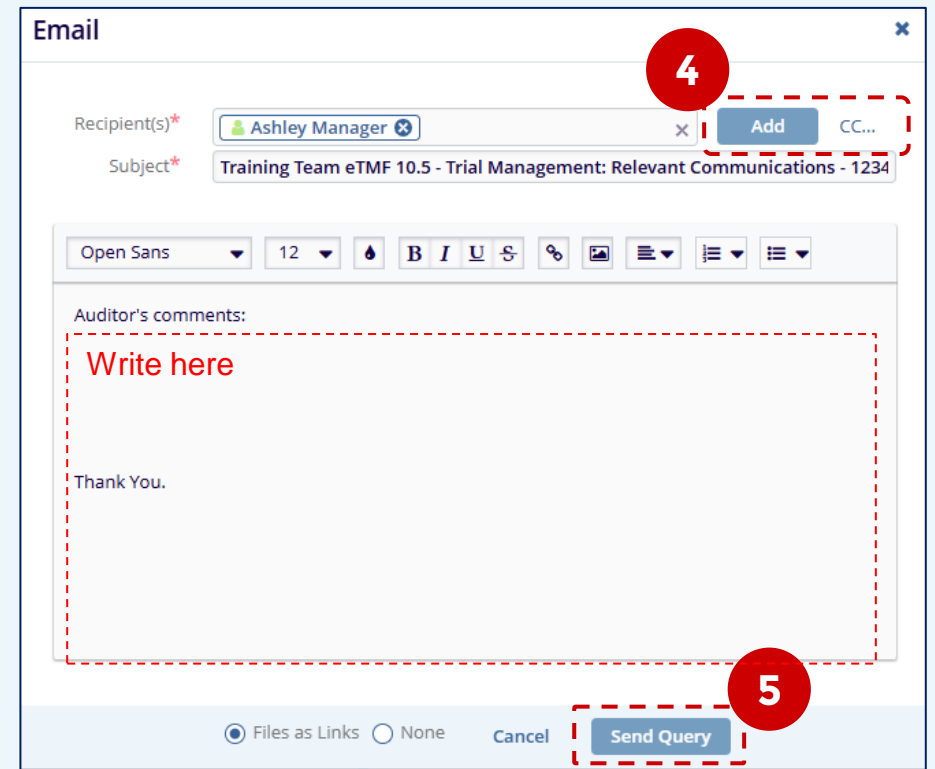 Email
4
Recipient(s)* Ashley Manager Add CC...
Subject* Training Team eTMF 10.5 - Trial Management: Relevant Communications - 1234
Open Sans 12 B I U S
Auditor's comments:
Write here
Thank You.
5
Files as Links None Cancel Send Query